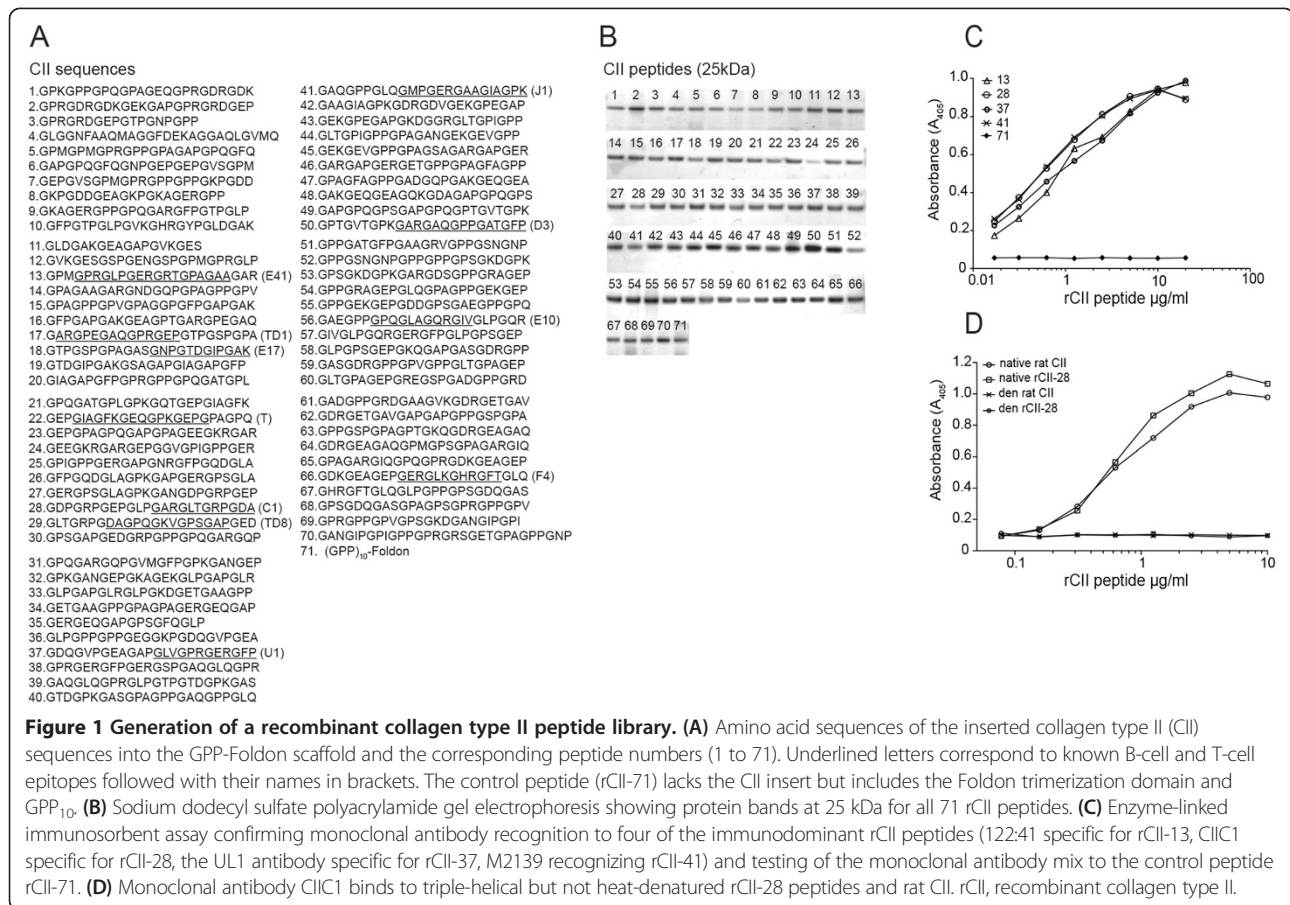 A
CII sequences
1.GPKGPPGPQGPAGEQGPRGDRGDK
2.GPRGDRGDKGEKGAPGPRGRDGEP
3.GPRGRDGEPGTPGNPGPP
4.GLGGNFAAQMAGGFDEKAGGAQLGVMQ
5.GPMGPMGPRGPPGPAGAPGPQGFQ
6.GAPGPQGFQGNPGEPGEPGVSGPM
7.GEPGVSGPMGPRGPPGPPGKPGDD
8.GKPGDDGEAGKPGKAGERGPP
9.GKAGERGPPGPQGARGFPGTPGLP
10.GFPGTPGLPGVKGHRGYPGLDGAK
11.GLDGAKGEAGAPGVKGES
12.GVKGESGSPGENGSPGPMGPRGLP
13.GPMGPRGLPGERGRTGPAGAAGAR (E41)
14.GPAGAAGARGNDGQPGPAGPPGPV
15.GPAGPPGPVGPAGGPGFPGAPGAK
16.GFPGAPGAKGEAGPTGARGPEGAQ
17.GARGPEGAQGPRGEPGTPGSPGPA (TD1)
18.GTPGSPGPAGASGNPGTDGIPGAK (E17)
19.GTDGIPGAKGSAGAPGIAGAPGFP
20.GIAGAPGFPGPRGPPGPQGATGPL
21.GPQGATGPLGPKGQTGEPGIAGFK
22.GEPGIAGFKGEQGPKGEPGPAGPQ (T)
23.GEPGPAGPQGAPGPAGEEGKRGAR
24.GEEGKRGARGEPGGVGPIGPPGER
25.GPIGPPGERGAPGNRGFPGQDGLA
26.GFPGQDGLAGPKGAPGERGPSGLA
27.GERGPSGLAGPKGANGDPGRPGEP
28.GDPGRPGEPGLPGARGLTGRPGDA (C1)
29.GLTGRPGDAGPQGKVGPSGAPGED (TD8)
30.GPSGAPGEDGRPGPPGPQGARGQP
31.GPQGARGQPGVMGFPGPKGANGEP
32.GPKGANGEPGKAGEKGLPGAPGLR
33.GLPGAPGLRGLPGKDGETGAAGPP
34.GETGAAGPPGPAGPAGERGEQGAP
35.GERGEQGAPGPSGFQGLP
36.GLPGPPGPPGEGGKPGDQGVPGEA
37.GDQGVPGEAGAPGLVGPRGERGFP (U1)
38.GPRGERGFPGERGSPGAQGLQGPR
39.GAQGLQGPRGLPGTPGTDGPKGAS
40.GTDGPKGASGPAGPPGAQGPPGLQ
41.GAQGPPGLQGMPGERGAAGIAGPK (J1)
42.GAAGIAGPKGDRGDVGEKGPEGAP
43.GEKGPEGAPGKDGGRGLTGPIGPP
44.GLTGPIGPPGPAGANGEKGEVGPP
45.GEKGEVGPPGPAGSAGARGAPGER
46.GARGAPGERGETGPPGPAGFAGPP
47.GPAGFAGPPGADGQPGAKGEQGEA
48.GAKGEQGEAGQKGDAGAPGPQGPS
49.GAPGPQGPSGAPGPQGPTGVTGPK
50.GPTGVTGPKGARGAQGPPGATGFP (D3)
51.GPPGATGFPGAAGRVGPPGSNGNP
52.GPPGSNGNPGPPGPPGPSGKDGPK
53.GPSGKDGPKGARGDSGPPGRAGEP
54.GPPGRAGEPGLQGPAGPPGEKGEP
55.GPPGEKGEPGDDGPSGAEGPPGPQ
56.GAEGPPGPQGLAGQRGIVGLPGQR (E10)
57.GIVGLPGQRGERGFPGLPGPSGEP
58.GLPGPSGEPGKQGAPGASGDRGPP
59.GASGDRGPPGPVGPPGLTGPAGEP
60.GLTGPAGEPGREGSPGADGPPGRD
61.GADGPPGRDGAAGVKGDRGETGAV
62.GDRGETGAVGAPGAPGPPGSPGPA
63.GPPGSPGPAGPTGKQGDRGEAGAQ
64.GDRGEAGAQGPMGPSGPAGARGIQ
65.GPAGARGIQGPQGPRGDKGEAGEP
66.GDKGEAGEPGERGLKGHRGFTGLQ (F4)
67.GHRGFTGLQGLPGPPGPSGDQGAS
68.GPSGDQGASGPAGPSGPRGPPGPV
69.GPRGPPGPVGPSGKDGANGIPGPI
70.GANGIPGPIGPPGPRGRSGETGPAGPPGNP
71. (GPP)10-Foldon
B
CII peptides (25kDa)
1 2 3 4 5 6 7 8 9 10 11 12 13
14 15 16 17 18 19 20 21 22 23 24 25 26
27 28 29 30 31 32 33 34 35 36 37 38 39
40 41 42 43 44 45 46 47 48 49 50 51 52
53 54 55 56 57 58 59 60 61 62 63 64 65 66
67 68 69 70 71
C
13
28
37
41
71
Absorbance (A405)
1.0
0.8
0.6
0.4
0.2
0
0.01 0.1 1 10 100
rCII peptide µg/ml
D
native rat CII
native rCII-28
den rat CII
den rCII-28
Absorbance (A405)
1.2
1.0
0.8
0.6
0.4
0.2
0
0.1 1 10
rCII peptide µg/ml
Figure 1 Generation of a recombinant collagen type II peptide library. (A) Amino acid sequences of the inserted collagen type II (CII)
sequences into the GPP-Foldon scaffold and the corresponding peptide numbers (1 to 71). Underlined letters correspond to known B-cell and T-cell
epitopes followed with their names in brackets. The control peptide (rCII-71) lacks the CII insert but includes the Foldon trimerization domain and
GPP10. (B) Sodium dodecyl sulfate polyacrylamide gel electrophoresis showing protein bands at 25 kDa for all 71 rCII peptides. (C) Enzyme-linked
immunosorbent assay confirming monoclonal antibody recognition to four of the immunodominant rCII peptides (122:41 specific for rCII-13, CIIC1
specific for rCII-28, the UL1 antibody specific for rCII-37, M2139 recognizing rCII-41) and testing of the monoclonal antibody mix to the control peptide
rCII-71. (D) Monoclonal antibody CIIC1 binds to triple-helical but not heat-denatured rCII-28 peptides and rat CII. rCII, recombinant collagen type II.